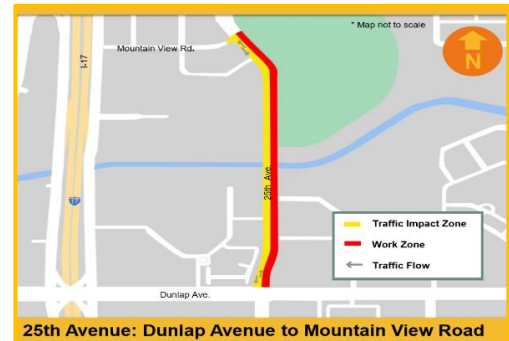 * Map not to scale
Mountain View Rd.
I-17
N
17
25th Ave.
Traffic Impact Zone
Work Zone
Traffic Flow
Dunlap Ave.
25th Avenue: Dunlap Avenue to Mountain View Road